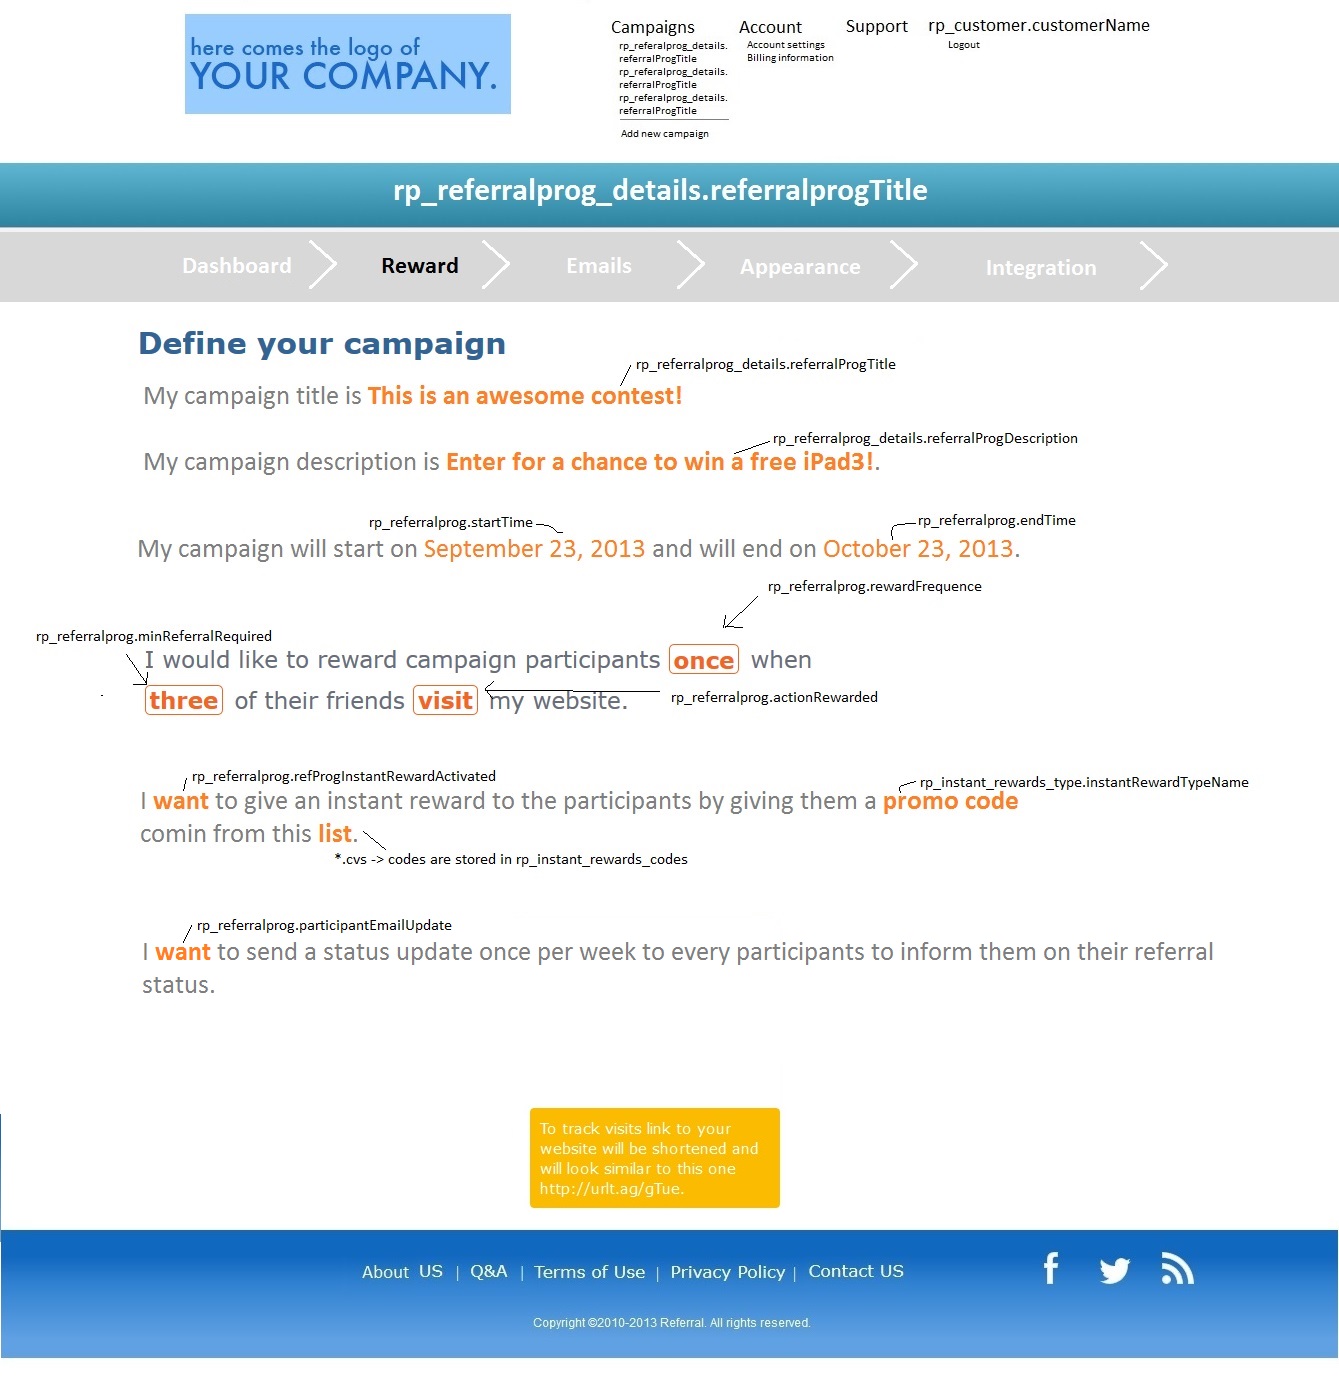 here comes the logo of
YOUR COMPANY.
Campaigns
rp_referalprog_details.
referralProgTitle
rp_referalprog_details.
referralProgTitle
rp_referalprog_details.
referralProgTitle
Add new campaign
Account
Account settings
Billing information
Support
rp_customer.customerName
Logout
rp_referralprog_details.referralprogTitle
Dashboard
Reward
Emails
Appearance
Integration
Define your campaign
rp_referralprog_details.referralProgTitle
My campaign title is This is an awesome contest!
rp_referralprog_details.referralProgDescription
My campaign description is Enter for a chance to win a free iPad3!.
rp_referralprog.startTime
rp_referralprog.endTime
My campaign will start on September 23, 2013 and will end on October 23, 2013.
rp_referralprog.rewardFrequence
rp_referralprog.minReferralRequired
I would like to reward campaign participants once when
three of their friends visit my website.
rp_referralprog.actionRewarded
rp_referralprog.refProgInstantRewardActivated
rp_instant_rewards_type.instantRewardTypeName
I want to give an instant reward to the participants by giving them a promo code
comin from this list.
*.cvs -> codes are stored in rp_instant_rewards_codes
rp_referralprog.participantEmailUpdate
I want to send a status update once per week to every participants to inform them on their referral
status.
To track visits link to your
website will be shortened and
will look similar to this one
http://urlt.ag/gTue.
About US | Q&A | Terms of Use | Privacy Policy | Contact US
Copyright ©2010-2013 Referral. All rights reserved.